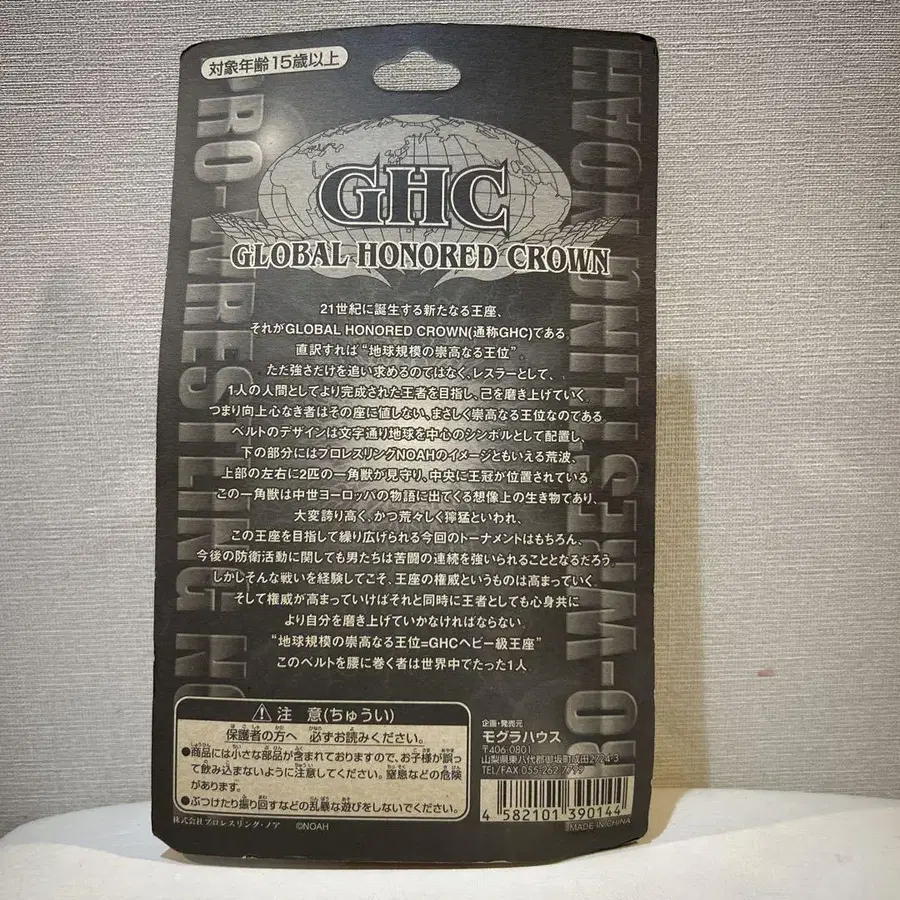 対象年齢15歳以上
PRO-WRESTLING NO
PRO-WRESTLING NOAH
GHC
GLOBAL HONORED CROWN
21世紀に誕生する新たなる王座、
それがGLOBAL HONORED CROWN(通称GHC)である。
直訳すれば“地球規模の崇高なる王位”。
ただ強さだけを追い求めるのではなく、レスラーとして、
1人の人間としてより完成された王者を目指し、己を磨き上げていく。
つまり向上心なき者はその座に値しない、まさしく崇高なる王位なのである。
ベルトのデザインは文字通り地球を中心のシンボルとして配置し、
下の部分にはプロレスリングNOAHのイメージともいえる荒波、
上部の左右に2匹の一角獣が見守り、中央に王冠が位置されている。
この一角獣は中世ヨーロッパの物語に出てくる想像上の生き物であり、
大変誇り高く、かつ荒々しく獰猛といわれ、
この王座を目指して繰り広げられる今回のトーナメントはもちろん、
今後の防衛活動に関しても男たちは苦闘の連続を強いられることとなるだろう。
しかしそんな戦いを経験してこそ、王座の権威というものは高まっていく。
そして権威が高まっていけばそれと同時に王者としても心身共に
より自分を磨き上げていかなければならない。
“地球規模の崇高なる王位=GHCヘビー級王座”
このベルトを腰に巻く者は世界中でたった1人。
⚠ 注 意(ちゅうい)
保護者の方へ 必ずお読みください。
●商品には小さな部品が含まれておりますので、お子様が誤っ
て飲み込まないように注意してください。窒息などの危険
があります。
●ぶつけたり振り回すなどの乱暴な遊びをしないでください。
株式会社プロレスリング・ノア ©NOAH
企画・発売元
モグラハウス
〒406-0801
山梨県東八代郡御坂町成田2724-3
TEL/FAX 055-262-7799
4 582101 390144
MADE IN CHINA